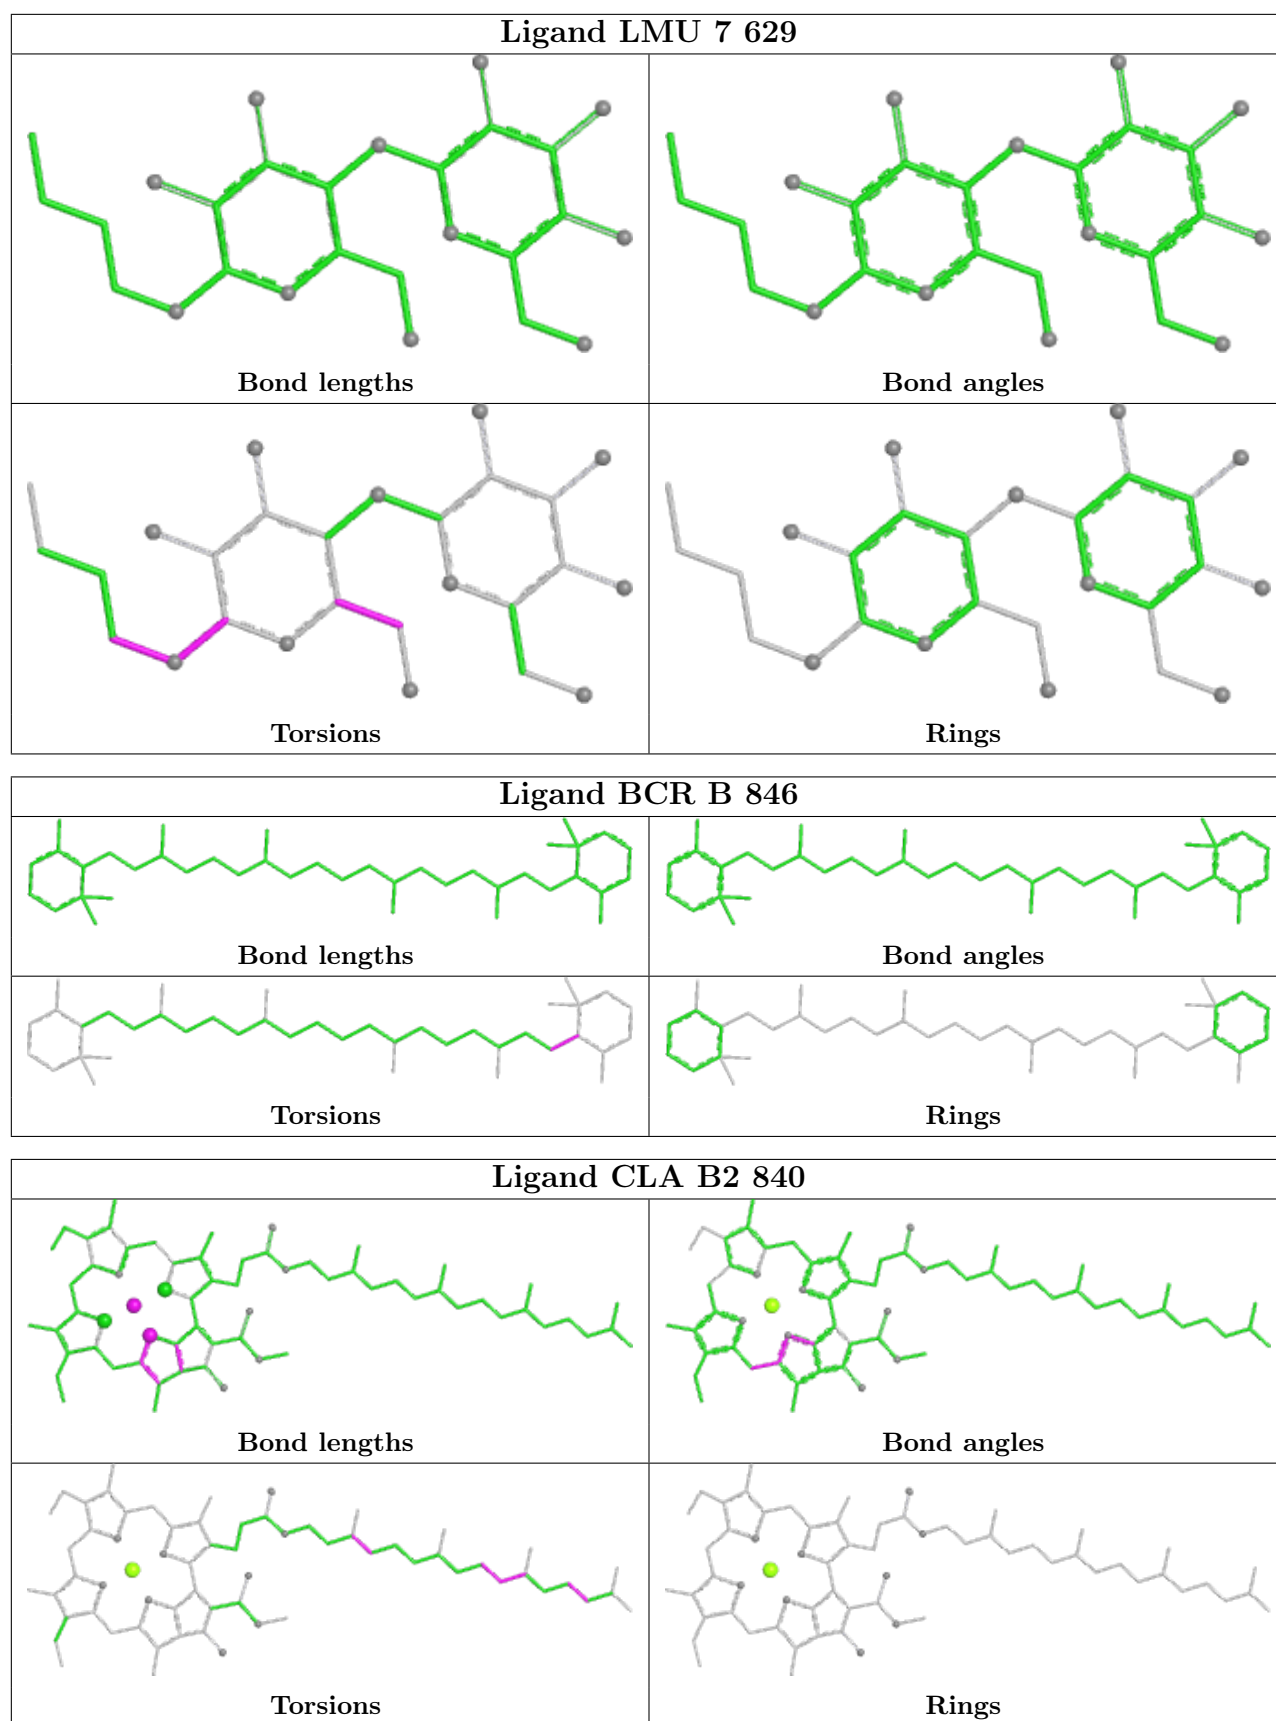 Ligand LMU 7 629
Bond lengths
Bond angles
Torsions
Rings
Ligand BCR B 846
Bond lengths
Bond angles
Torsions
Rings
Ligand CLA B2 840
Bond lengths
Bond angles
Torsions
Rings